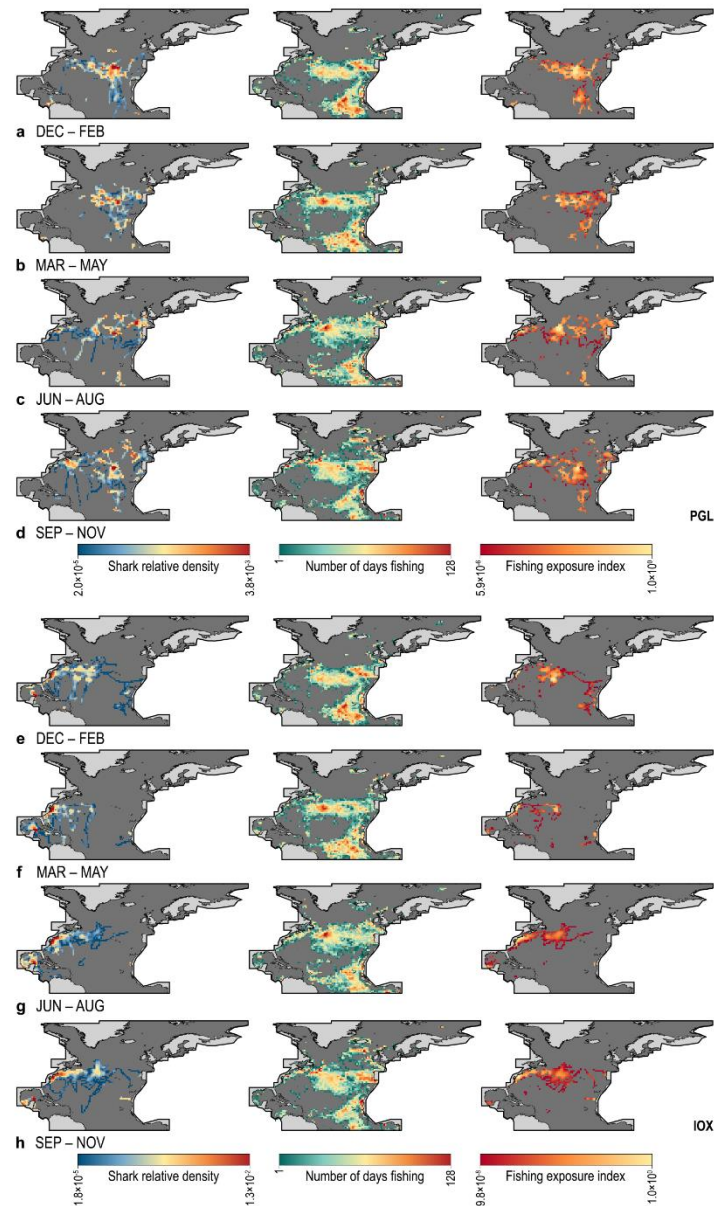 a DEC – FEB
b MAR – MAY
c JUN – AUG
PGL
d SEP – NOV
2.0×10⁻⁵ Shark relative density 3.8×10⁻³
1 Number of days fishing 128
5.9×10⁻⁶ Fishing exposure index 1.0×10⁰
e DEC – FEB
f MAR – MAY
g JUN – AUG
IOX
h SEP – NOV
1.8×10⁻⁵ Shark relative density 1.3×10⁻²
1 Number of days fishing 128
9.8×10⁻⁸ Fishing exposure index 1.0×10⁰